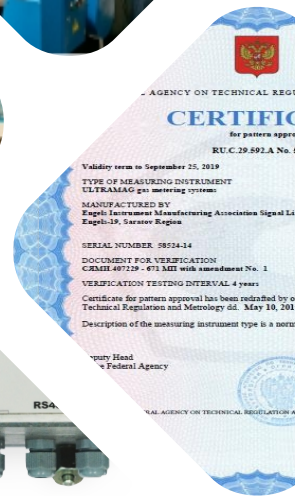 AGENCY ON TECHNICAL REGU
CERTIFIC
for pattern appro
RU.C.29.592.A No.
Validity term to September 25, 2019
TYPE OF MEASURING INSTRUMENT
ULTRAMAG gas metering systems
MANUFACTURED BY
Engels Instrument Manufacturing Association Signal Li
Engels-19, Saratov Region
SERIAL NUMBER 58524-14
DOCUMENT FOR VERIFICATION
СЯМИ.407229 - 671 МП with amendment No. 1
VERIFICATION TESTING INTERVAL 4 years
Certificate for pattern approval has been redrafted by o
Technical Regulation and Metrology dd. May 10, 201
Description of the measuring instrument type is a norm
eputy Head
Federal Agency
RAL AGENCY ON TECHNICAL REGULATION A
RS4